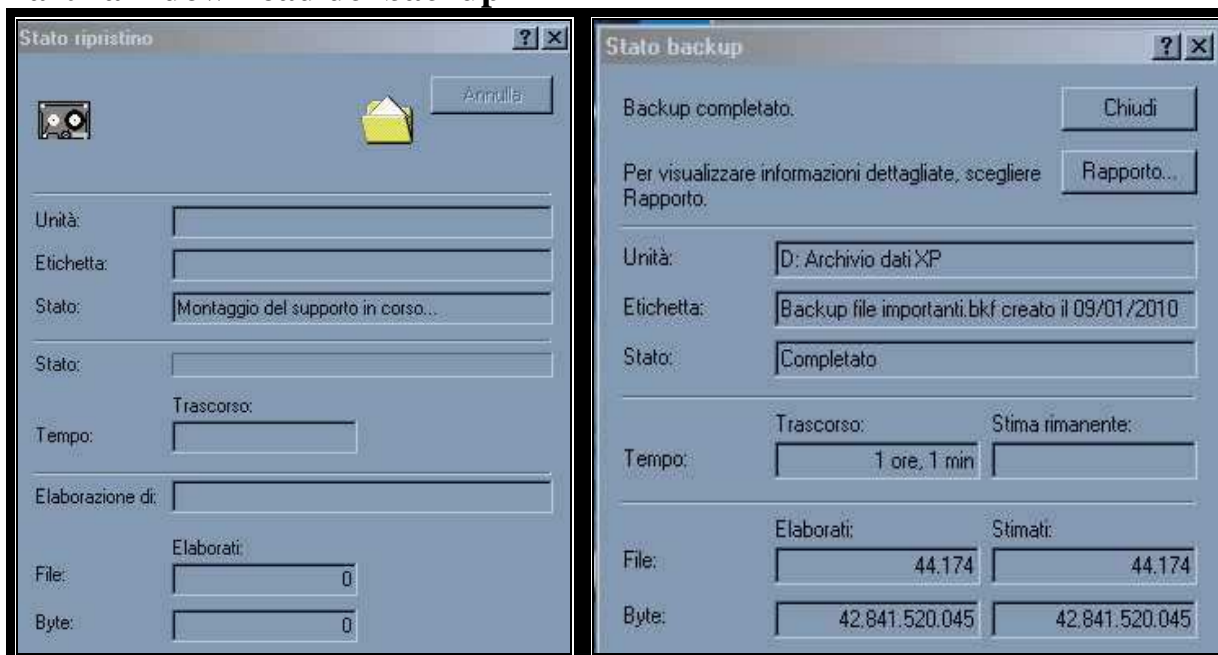 Stato ripristino
Annulla
Unità:
Etichetta:
Stato: Montaggio del supporto in corso...
Stato:
Trascorso:
Tempo:
Elaborazione di:
Elaborati:
File: 0
Byte: 0
Stato backup
Backup completato.
Chiudi
Per visualizzare informazioni dettagliate, scegliere
Rapporto.
Rapporto...
Unità: D: Archivio dati XP
Etichetta: Backup file importanti.bkf creato il 09/01/2010
Stato: Completato
Trascorso: Stima rimanente:
Tempo: 1 ore, 1 min
Elaborati: Stimati:
File: 44.174 44.174
Byte: 42.841.520.045 42.841.520.045